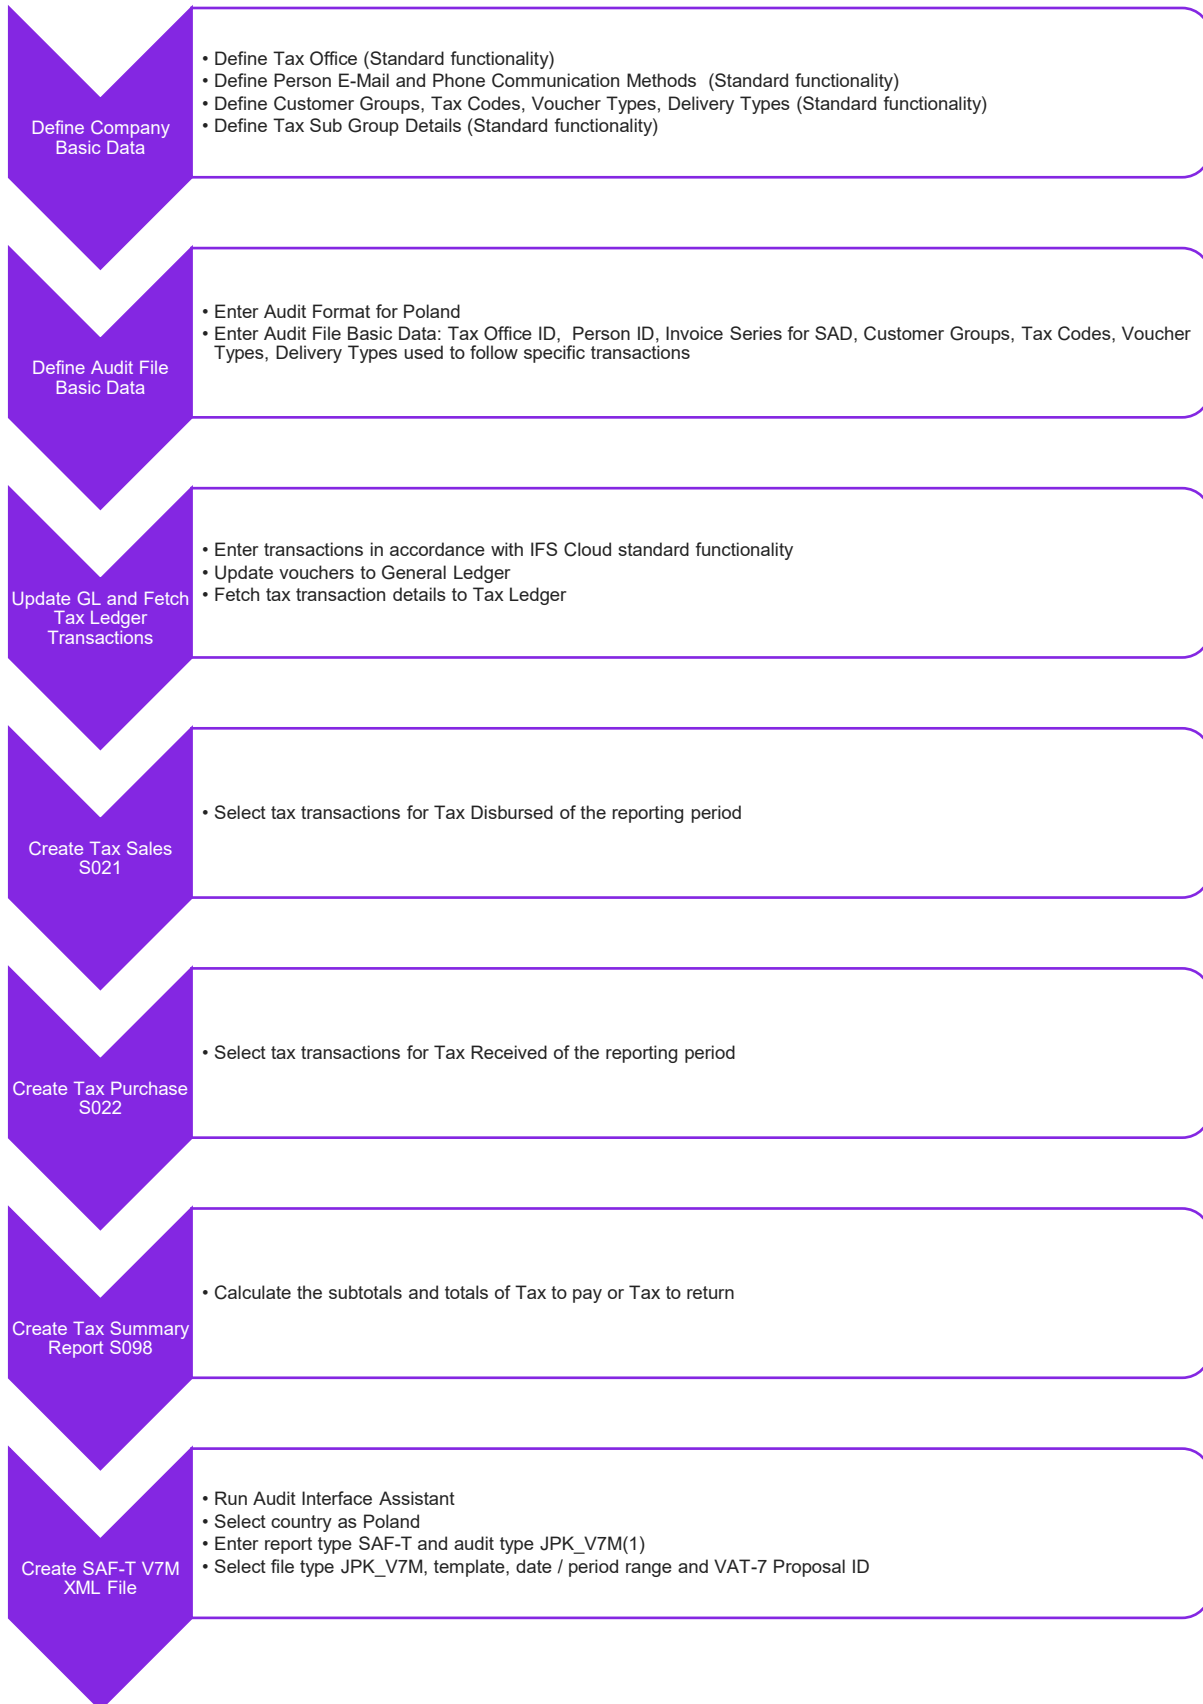 Define Company
Basic Data
• Define Tax Office (Standard functionality)
• Define Person E-Mail and Phone Communication Methods  (Standard functionality)
• Define Customer Groups, Tax Codes, Voucher Types, Delivery Types (Standard functionality)
• Define Tax Sub Group Details (Standard functionality)
Define Audit File
Basic Data
• Enter Audit Format for Poland
• Enter Audit File Basic Data: Tax Office ID,  Person ID, Invoice Series for SAD, Customer Groups, Tax Codes, Voucher
Types, Delivery Types used to follow specific transactions
Update GL and Fetch
Tax Ledger
Transactions
• Enter transactions in accordance with IFS Cloud standard functionality
• Update vouchers to General Ledger
• Fetch tax transaction details to Tax Ledger
Create Tax Sales
S021
• Select tax transactions for Tax Disbursed of the reporting period
Create Tax Purchase
S022
• Select tax transactions for Tax Received of the reporting period
Create Tax Summary
Report S098
• Calculate the subtotals and totals of Tax to pay or Tax to return
Create SAF-T V7M
XML File
• Run Audit Interface Assistant
• Select country as Poland
• Enter report type SAF-T and audit type JPK_V7M(1)
• Select file type JPK_V7M, template, date / period range and VAT-7 Proposal ID